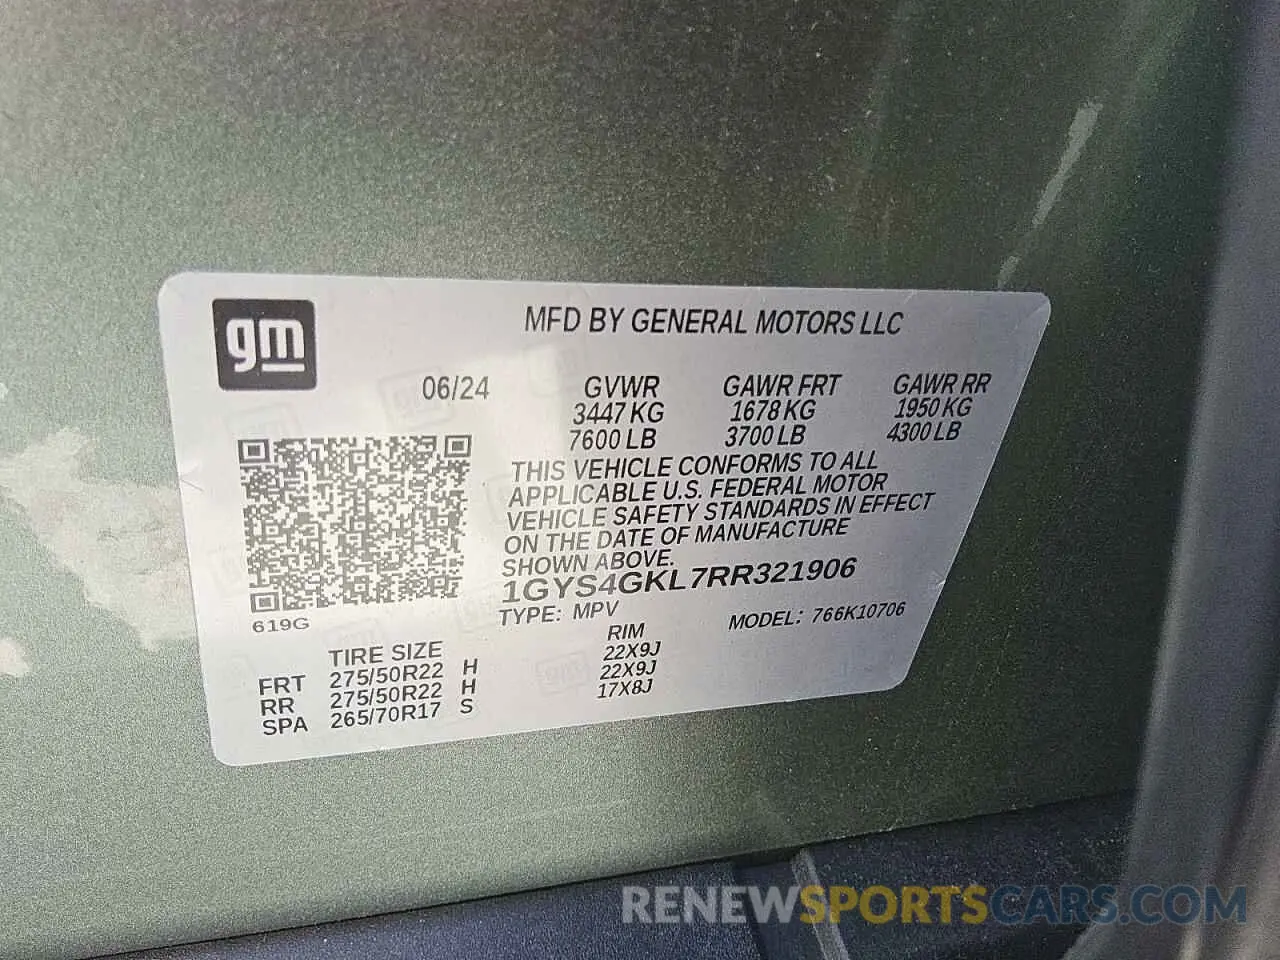 gm
MFD BY GENERAL MOTORS LLC
06/24
GVWR GAWR FRT GAWR RR
3447 KG 1678 KG 1950 KG
7600 LB 3700 LB 4300 LB
THIS VEHICLE CONFORMS TO ALL
APPLICABLE U.S. FEDERAL MOTOR
VEHICLE SAFETY STANDARDS IN EFFECT
ON THE DATE OF MANUFACTURE
SHOWN ABOVE.
1GYS4GKL7RR321906
TYPE: MPV MODEL: 766K10706
619G
TIRE SIZE RIM
FRT 275/50R22 H 22X9J
RR 275/50R22 H 22X9J
SPA 265/70R17 S 17X8J
RENEWSPORTSCARS.COM